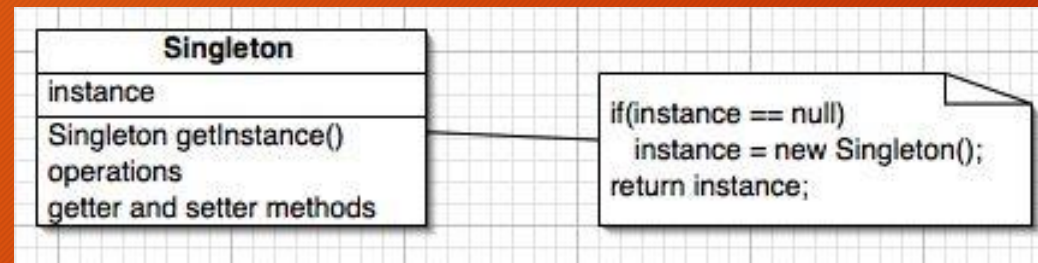 Singleton
instance
Singleton getInstance()
operations
getter and setter methods
if(instance == null)
instance = new Singleton();
return instance;